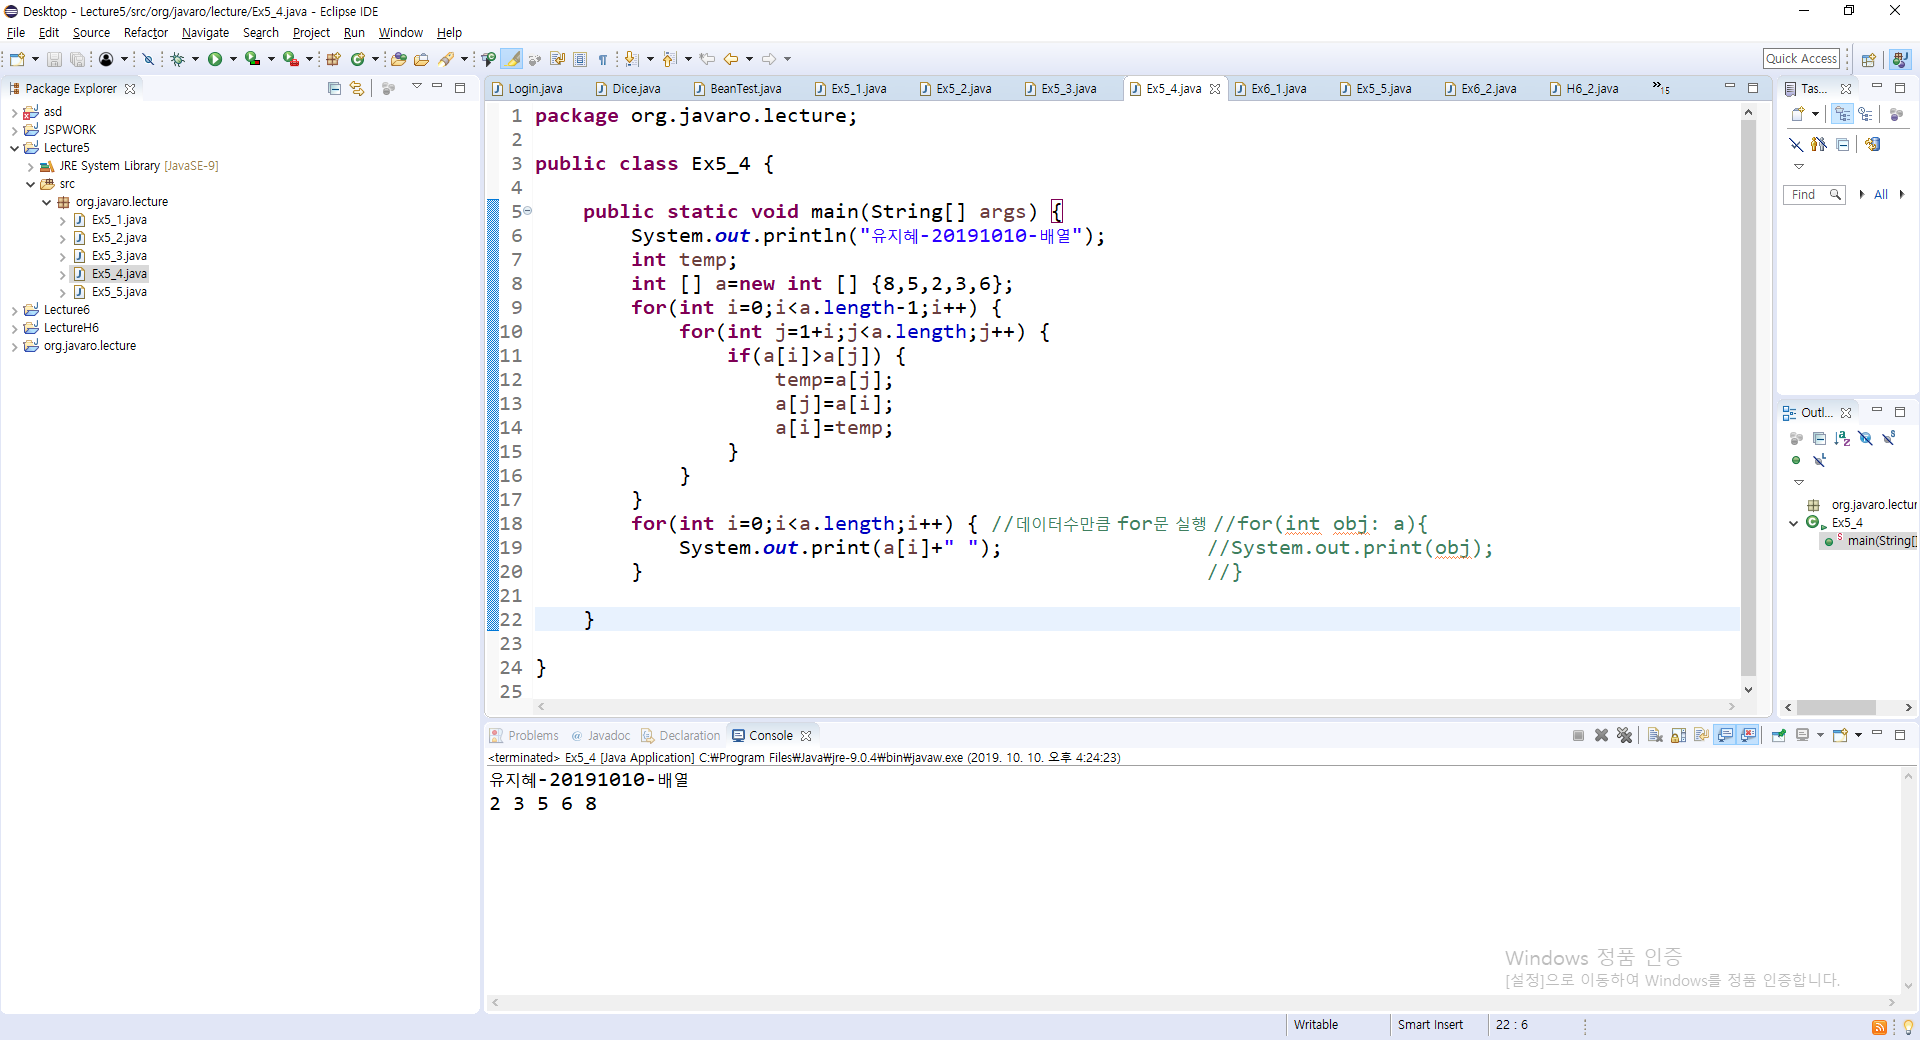 Desktop - Lecture5/src/org/javaro/lecture/Ex5_4.java - Eclipse IDE
File Edit Source Refactor Navigate Search Project Run Window Help
Quick Access
Package Explorer
asd
JSPWORK
Lecture5
JRE System Library [JavaSE-9]
src
org.javaro.lecture
Ex5_1.java
Ex5_2.java
Ex5_3.java
Ex5_4.java
Ex5_5.java
Lecture6
LectureH6
org.javaro.lecture
Login.java Dice.java BeanTest.java Ex5_1.java Ex5_2.java Ex5_3.java Ex5_4.java Ex6_1.java Ex5_5.java Ex6_2.java H6_2.java »15
1 package org.javaro.lecture;
2
3 public class Ex5_4 {
4
5 public static void main(String[] args) {
6 System.out.println("유지혜-20191010-배열");
7 int temp;
8 int [] a=new int [] {8,5,2,3,6};
9 for(int i=0;i<a.length-1;i++) {
10 for(int j=1+i;j<a.length;j++) {
11 if(a[i]>a[j]) {
12 temp=a[j];
13 a[j]=a[i];
14 a[i]=temp;
15 }
16 }
17 }
18 for(int i=0;i<a.length;i++) { //데이터수만큼 for문 실행 //for(int obj: a){
19 System.out.print(a[i]+" "); //System.out.print(obj);
20 } //}
21
22 }
23
24 }
25
Tas...
Find All
Outl...
org.javaro.lectur
Ex5_4
main(String[]
Problems @ Javadoc Declaration Console
<terminated> Ex5_4 [Java Application] C:₩Program Files₩Java₩jre-9.0.4₩bin₩javaw.exe (2019. 10. 10. 오후 4:24:23)
유지혜-20191010-배열
2 3 5 6 8
Windows 정품 인증
[설정]으로 이동하여 Windows를 정품 인증합니다.
Writable Smart Insert 22 : 6